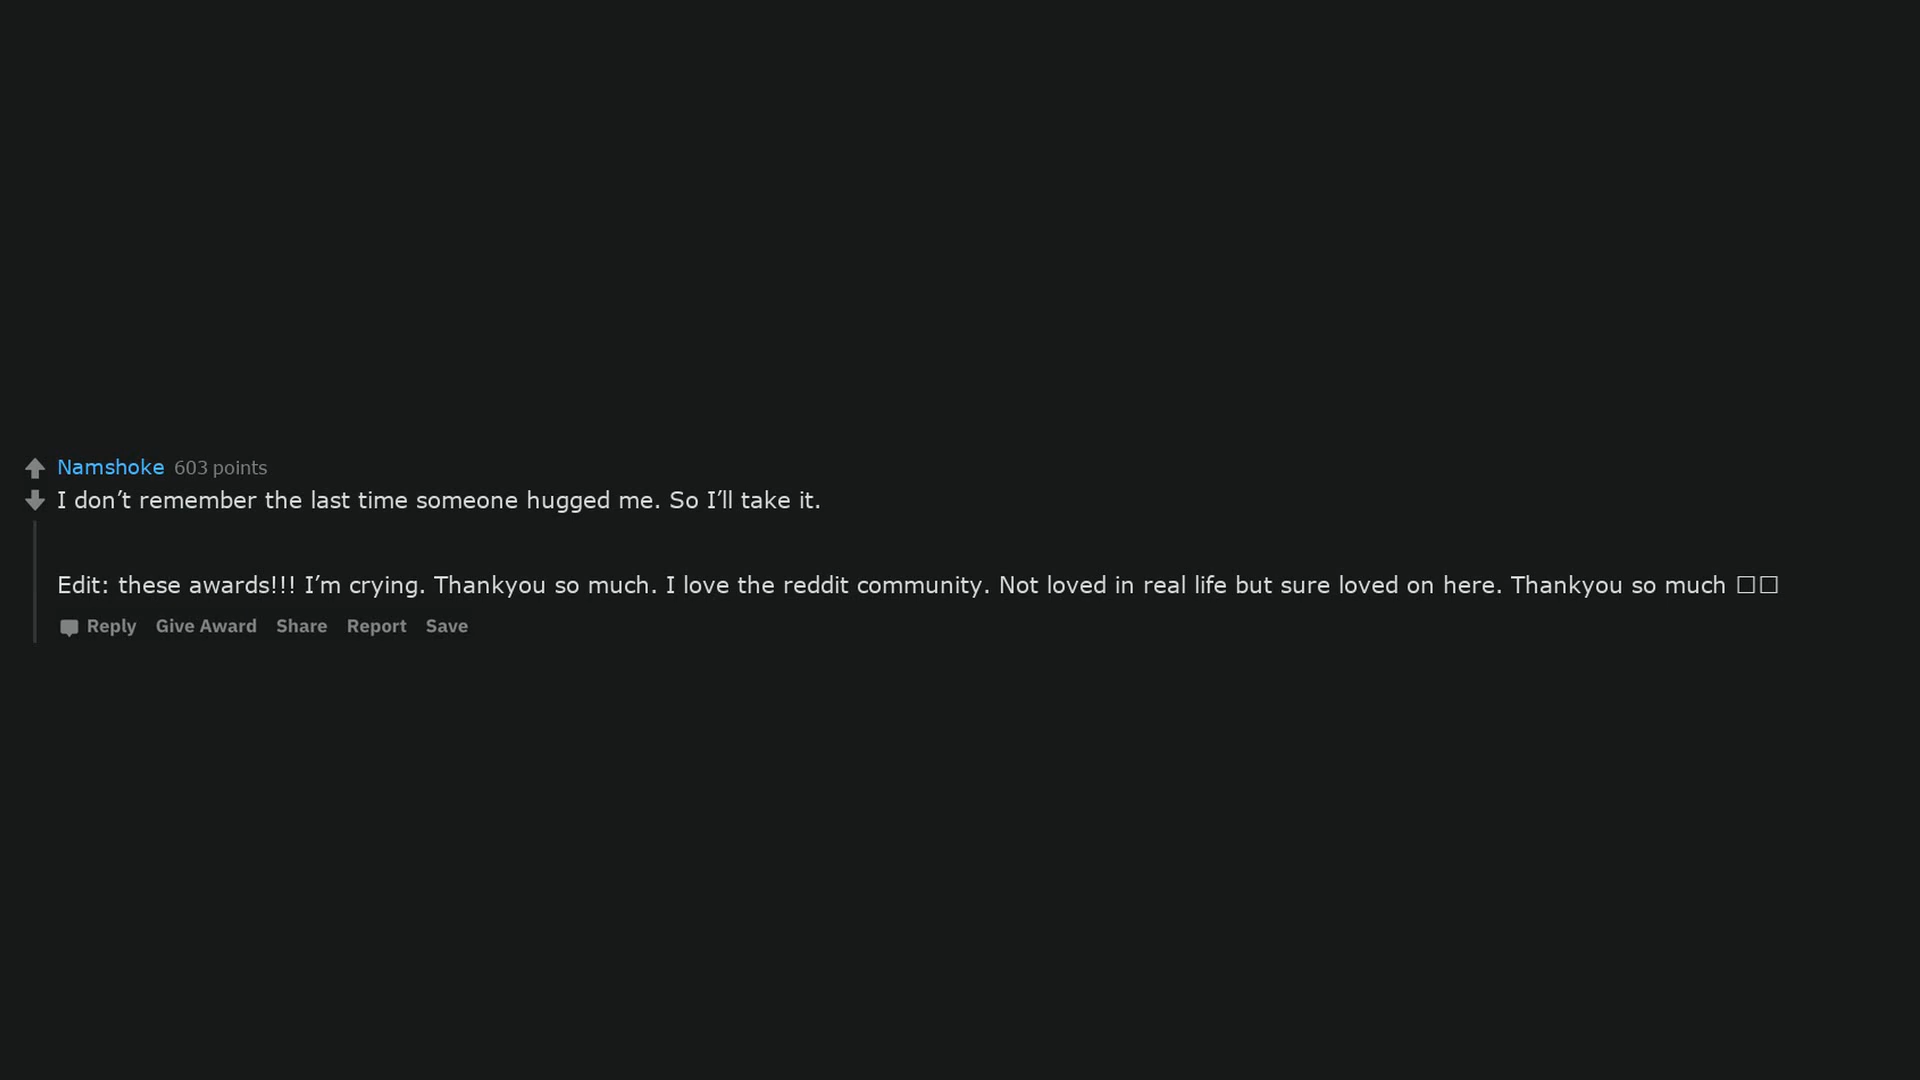 Namshoke 603 points
I don’t remember the last time someone hugged me. So I’ll take it.
Edit: these awards!!! I’m crying. Thankyou so much. I love the reddit community. Not loved in real life but sure loved on here. Thankyou so much □□
Reply Give Award Share Report Save